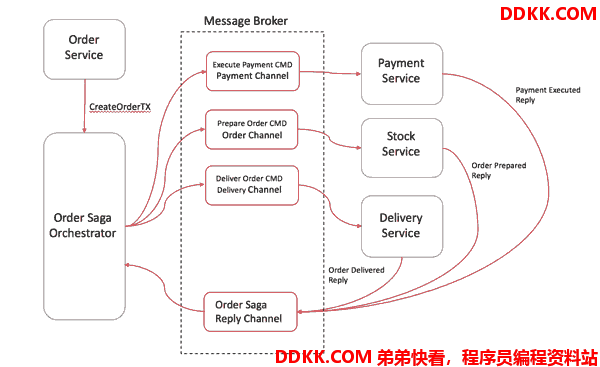 DDKK.COM
Message Broker
Order
Service
Execute Payment CMD
Payment Channel
Payment
Service
Payment Executed
Reply
CreateOrderTX
Prepare Order CMD
Order Channel
Stock
Service
Order Prepared
Reply
Deliver Order CMD
Delivery Channel
Order Saga
Orchestrator
Delivery
Service
Order Delivered
Reply
Order Saga
Reply Channel
DDKK.COM 弟弟快看，程序员编程资料站